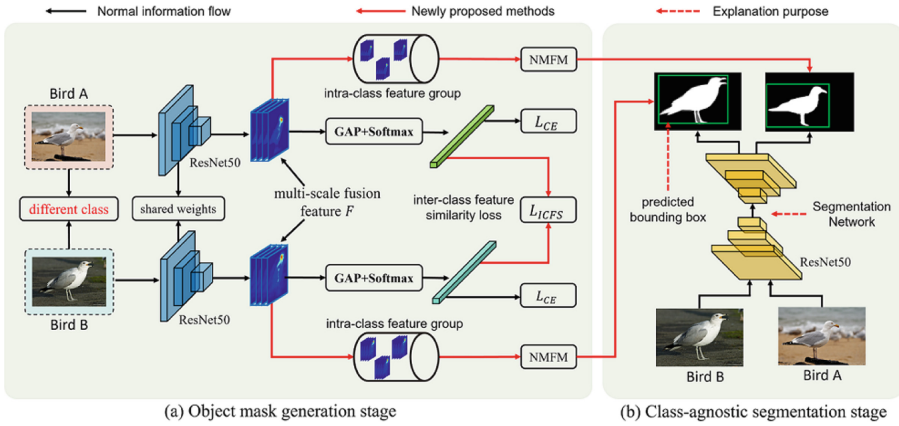 Normal information flow
Newly proposed methods
Explanation purpose
Bird A
ResNet50
intra-class feature group
NMFM
GAP+Softmax
L_CE
different class
shared weights
multi-scale fusion
feature F
inter-class feature
similarity loss
L_ICFS
GAP+Softmax
L_CE
ResNet50
Bird B
intra-class feature group
NMFM
(a) Object mask generation stage
predicted
bounding box
Segmentation
Network
ResNet50
Bird B
Bird A
(b) Class-agnostic segmentation stage